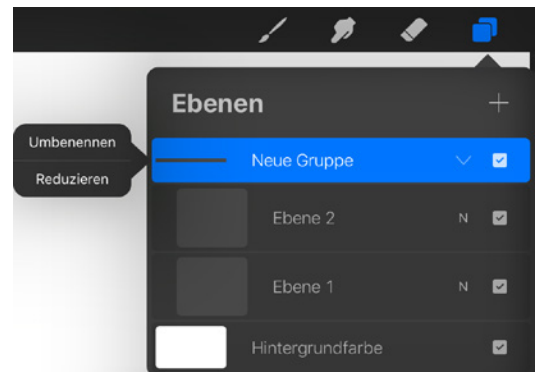 Ebenen
Umbenennen
Reduzieren
Neue Gruppe
Ebene 2 N
Ebene 1 N
Hintergrundfarbe